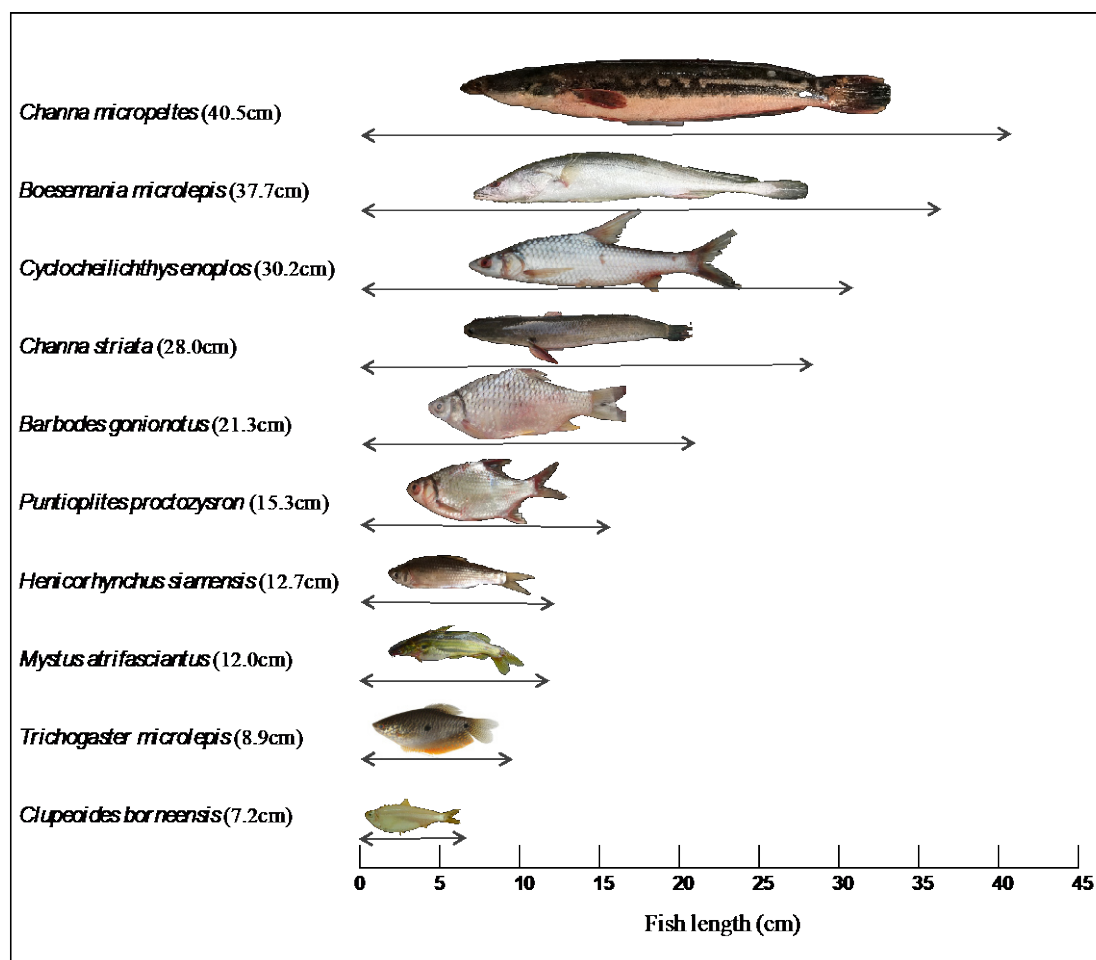 Channa micropeltes (40.5cm)
Boesemania microlepis (37.7cm)
Cyclocheilichthys enoplos (30.2cm)
Channa striata (28.0cm)
Barbodes gonionotus (21.3cm)
Puntioplites proctozysron (15.3cm)
Henicorhynchus siamensis (12.7cm)
Mystus atrifasciantus (12.0cm)
Trichogaster microlepis (8.9cm)
Clupeoides borneensis (7.2cm)
0 5 10 15 20 25 30 35 40 45
Fish length (cm)